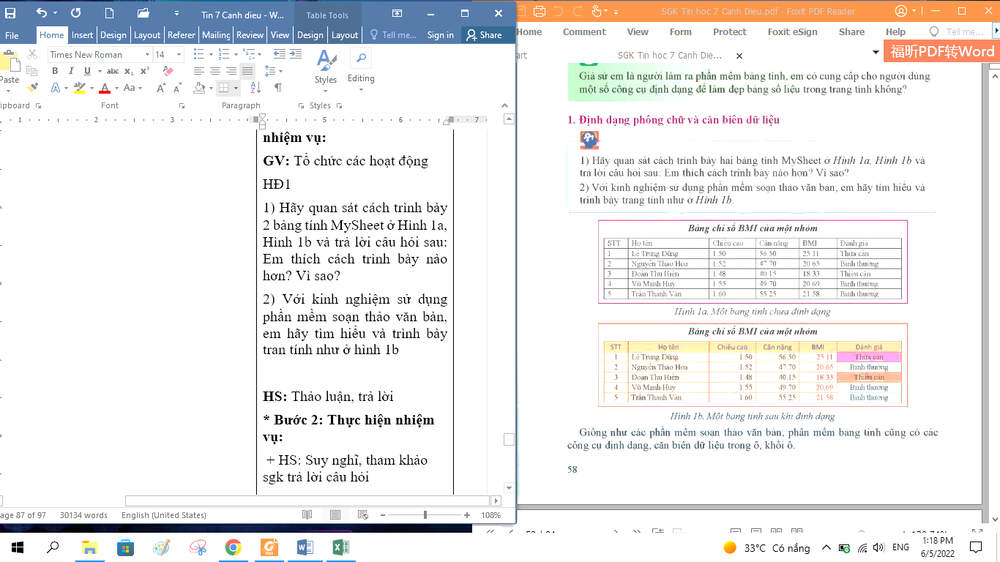 Tin 7 Canh dieu - W...
Table Tools
File
Home
Insert
Design
Layout
Referer
Mailing
Review
View
Design
Layout
Tell me...
Sign in
Share
Paste
Times New Roman
14
Styles
Editing
ipboard
Font
Paragraph
Styles
1
2
3
4
5
6
7
nhiệm vụ:
GV: Tổ chức các hoạt động
HĐ1
1) Hãy quan sát cách trình bày
2 bảng tính MySheet ở Hình 1a,
Hình 1b và trả lời câu hỏi sau:
Em thích cách trình bày nào
hơn? Vì sao?
2) Với kinh nghiệm sử dụng
phần mềm soạn thảo văn bản,
em hãy tìm hiểu và trình bày
tran tính như ở hình 1b
HS: Thảo luận, trả lời
* Bước 2: Thực hiện nhiệm
vụ:
+ HS: Suy nghĩ, tham khảo
sgk trả lời câu hỏi
age 87 of 97
30134 words
English (United States)
108%
SGK Tin hoc 7 Canh Dieu.pdf - Foxit PDF Reader
Home
Comment
View
Form
Protect
Foxit eSign
Share
Help
Tell me...
art
SGK Tin hoc 7 Canh Die...
福昕PDF转Word
Giả sử em là người làm ra phần mềm bảng tính, em có cung cấp cho người dùng
một số công cụ định dạng để làm đẹp bảng số liệu trong trang tính không?
1. Định dạng phông chữ và căn biên dữ liệu
1) Hãy quan sát cách trình bày hai bảng tính MySheet ở Hình 1a, Hình 1b và
trả lời câu hỏi sau: Em thích cách trình bày nào hơn? Vì sao?
2) Với kinh nghiệm sử dụng phần mềm soạn thảo văn bản, em hãy tìm hiểu và
trình bày trang tính như ở Hình 1b.
Bảng chỉ số BMI của một nhóm
STT Họ tên Chiều cao Cân nặng BMI Đánh giá
1 Lê Trung Dũng 1.50 56.50 25.11 Thừa cân
2 Nguyễn Thảo Hoa 1.52 47.70 20.65 Bình thường
3 Đoàn Thu Hiền 1.48 40.15 18.33 Thiếu cân
4 Vũ Mạnh Huy 1.55 49.70 20.69 Bình thường
5 Trần Thanh Vân 1.60 55.25 21.58 Bình thường
Hình 1a. Một bảng tính chưa định dạng
Bảng chỉ số BMI của một nhóm
STT Họ tên Chiều cao Cân nặng BMI Đánh giá
1 Lê Trung Dũng 1.50 56.50 25.11 Thừa cân
2 Nguyễn Thảo Hoa 1.52 47.70 20.65 Bình thường
3 Đoàn Thu Hiền 1.48 40.15 18.33 Thiếu cân
4 Vũ Mạnh Huy 1.55 49.70 20.69 Bình thường
5 Trần Thanh Vân 1.60 55.25 21.58 Bình thường
Hình 1b. Một bảng tính sau khi định dạng
Giống như các phần mềm soạn thảo văn bản, phần mềm bảng tính cũng có các
công cụ định dạng, căn biên dữ liệu trong ô, khối ô.
58
33°C Có nắng
ENG
1:18 PM
6/5/2022